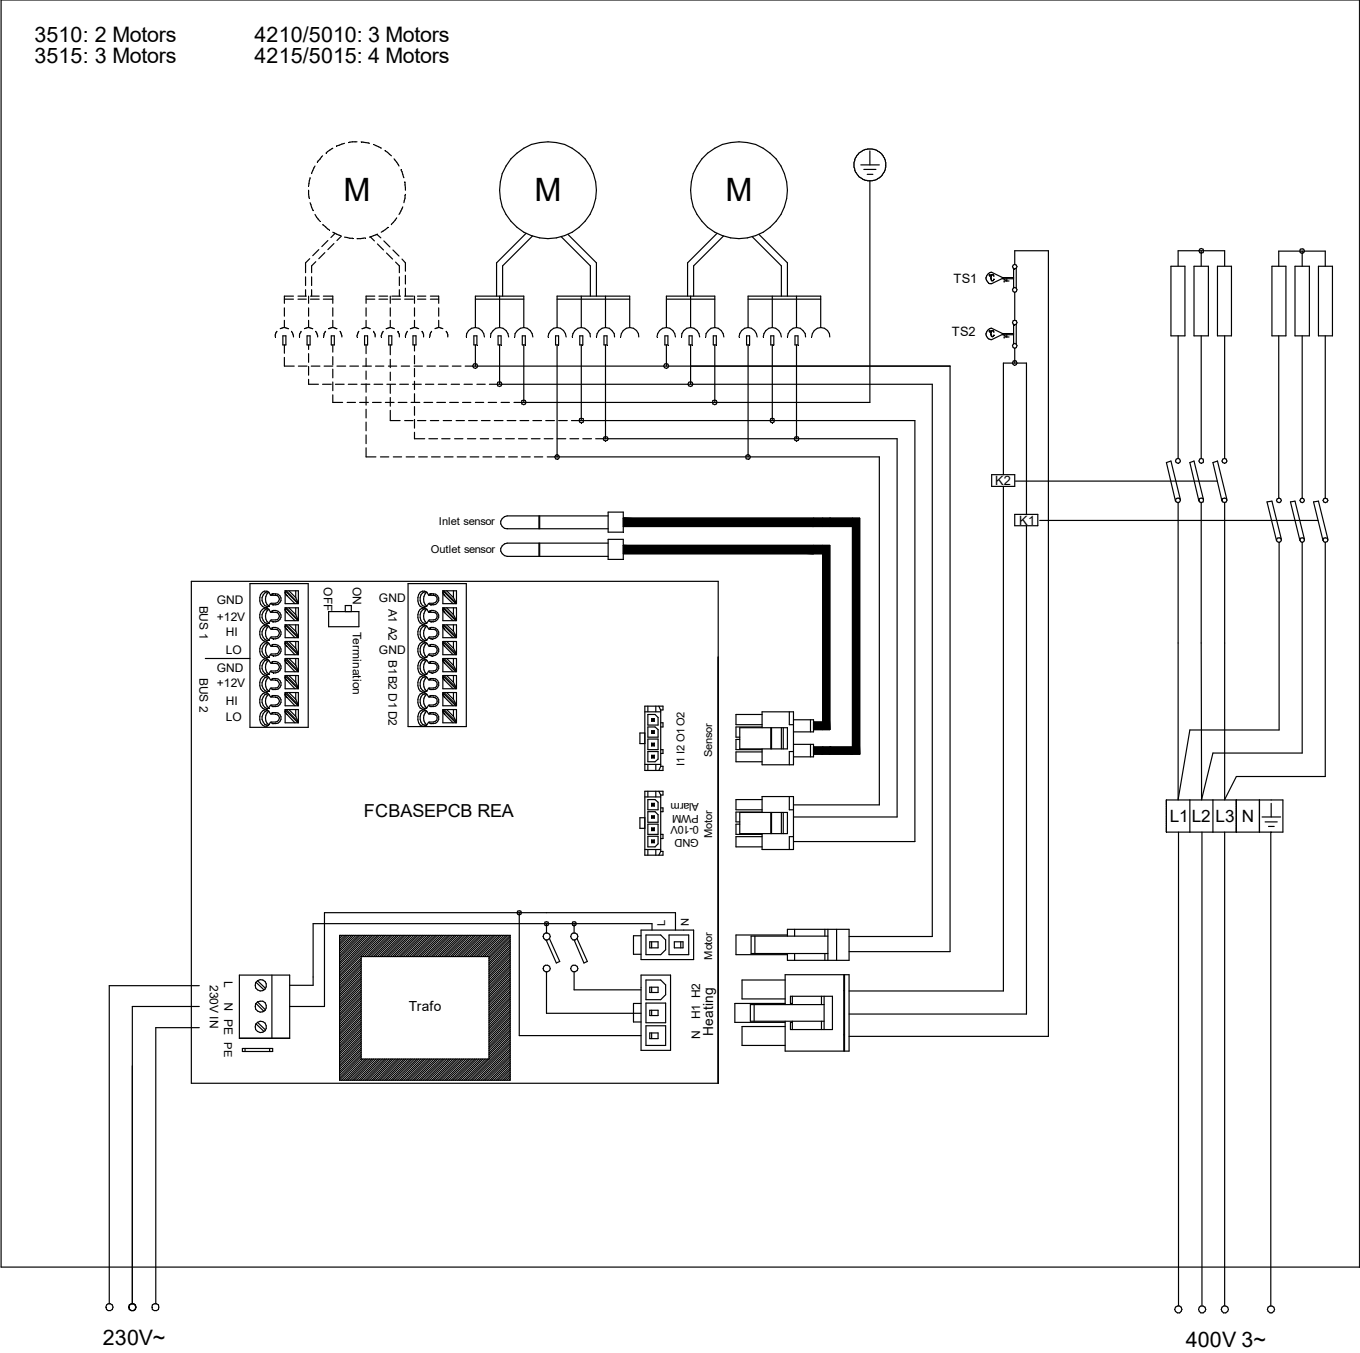 3510: 2 Motors
3515: 3 Motors
4210/5010: 3 Motors
4215/5015: 4 Motors
M
M
M
TS1
TS2
°C
°C
K2
K1
Inlet sensor
Outlet sensor
BUS 1
GND
+12V
HI
LO
BUS 2
GND
+12V
HI
LO
OFF
ON
Termination
GND
A1
A2
GND
B1
B2
D1
D2
I1 I2 O1 O2
Sensor
Alarm
PWM
0-10V
GND
Motor
FCBASEPCB REA
L
N
Motor
N H1 H2
Heating
L
N
PE
230V IN
PE
Trafo
L1
L2
L3
N
230V~
400V 3~